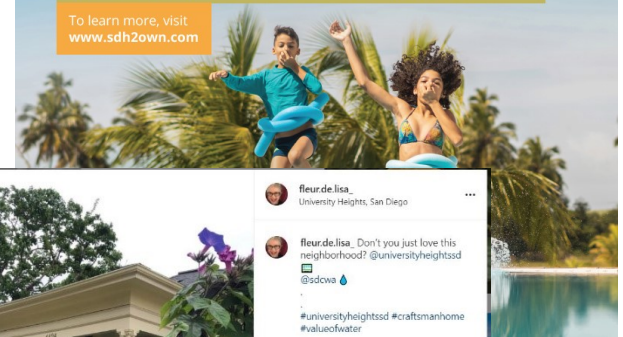 To learn more, visit
www.sdh2own.com
fleur.de.lisa_
University Heights, San Diego
...
fleur.de.lisa_ Don't you just love this
neighborhood? @universityheightssd
@sdcwa
.
.
#universityheightssd #craftsmanhome
#valueofwater